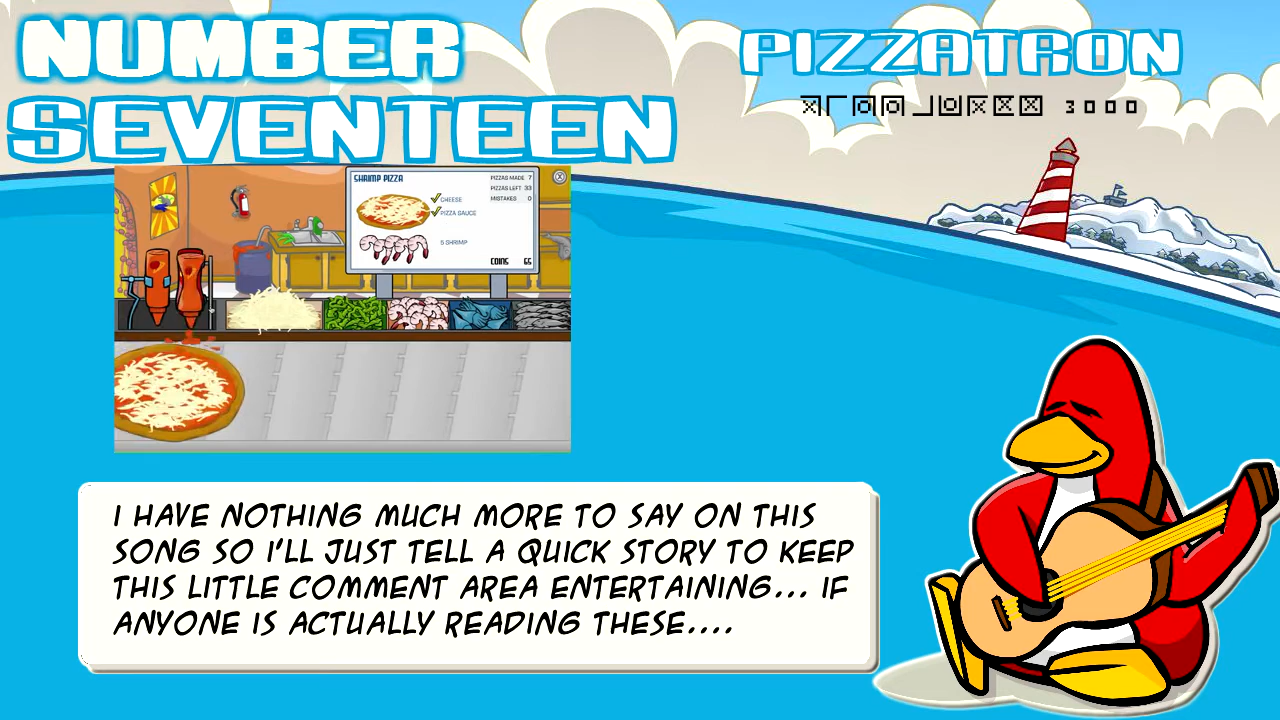 NUMBER
SEVENTEEN
PIZZATRON
3000
SHRIMP PIZZA
CHEESE
PIZZA SAUCE
5 SHRIMP
PIZZAS MADE 7
PIZZAS LEFT 33
MISTAKES 0
COINS 65
I HAVE NOTHING MUCH MORE TO SAY ON THIS
SONG SO I'LL JUST TELL A QUICK STORY TO KEEP
THIS LITTLE COMMENT AREA ENTERTAINING... IF
ANYONE IS ACTUALLY READING THESE....